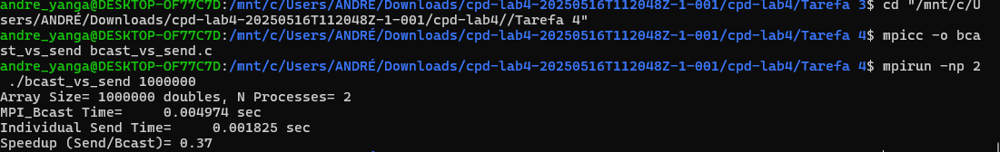 andre_yanga@DESKTOP-OF77C7D:/mnt/c/Users/ANDRÉ/Downloads/cpd-lab4-20250516T112048Z-1-001/cpd-lab4/Tarefa 3$ cd "/mnt/c/U
sers/ANDRÉ/Downloads/cpd-lab4-20250516T112048Z-1-001/cpd-lab4//Tarefa 4"
andre_yanga@DESKTOP-OF77C7D:/mnt/c/Users/ANDRÉ/Downloads/cpd-lab4-20250516T112048Z-1-001/cpd-lab4/Tarefa 4$ mpicc -o bca
st_vs_send bcast_vs_send.c
andre_yanga@DESKTOP-OF77C7D:/mnt/c/Users/ANDRÉ/Downloads/cpd-lab4-20250516T112048Z-1-001/cpd-lab4/Tarefa 4$ mpirun -np 2
 ./bcast_vs_send 1000000
Array Size= 1000000 doubles, N Processes= 2
MPI_Bcast Time=     0.004974 sec
Individual Send Time=     0.001825 sec
Speedup (Send/Bcast)= 0.37